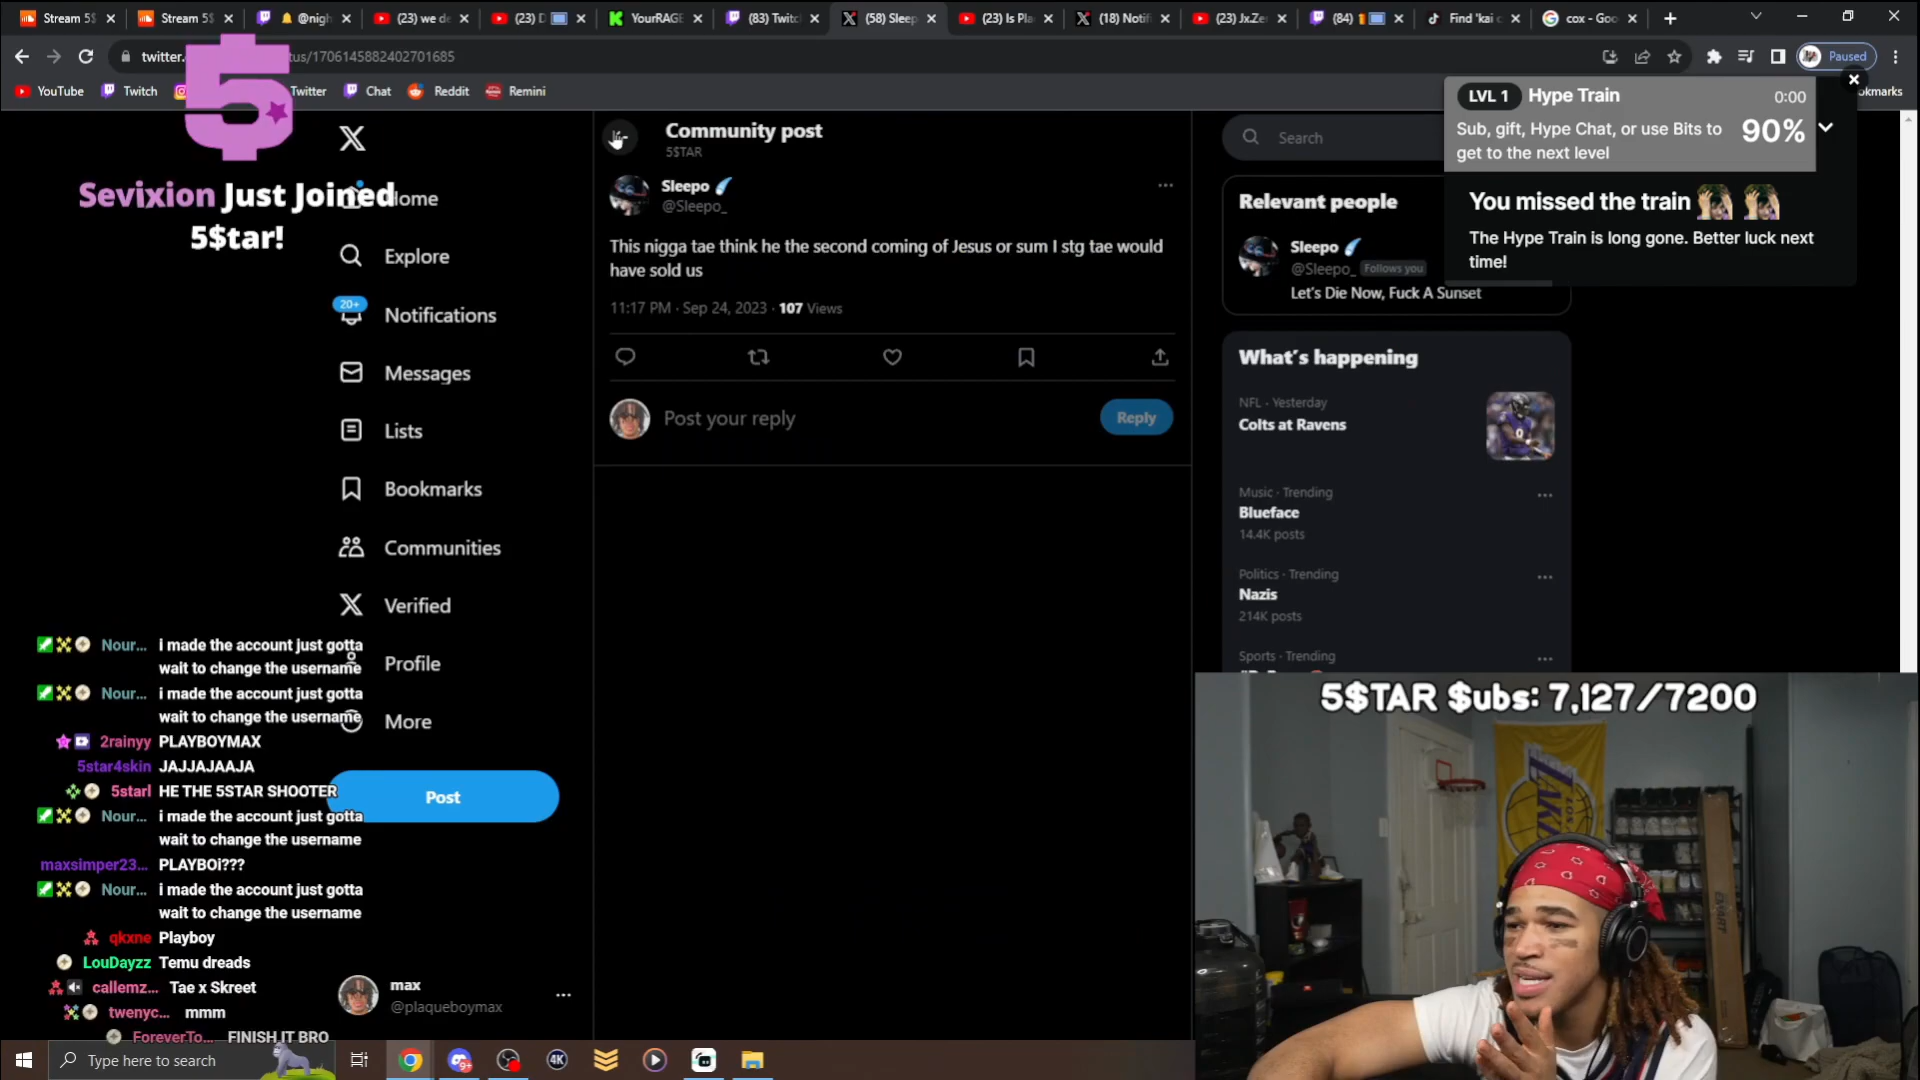 Stream 5$
Stream 5$
@nigh
(23) we de
(23) D
YourRAGE
(83) Twitch
(58) Sleep
(23) Is Pla
(18) Notifi
(23) Jx.Ze
(84)
Find 'kai c
cox - Goo
twitter.
tus/1706145882402701685
Paused
YouTube
Twitch
Twitter
Chat
Reddit
Remini
okmarks
5
Sevixion Just Joined
5$tar!
Home
Explore
20+
Notifications
Messages
Lists
Bookmarks
Communities
Verified
Profile
More
Post
max
@plaqueboymax
Community post
5$TAR
Sleepo
@Sleepo_
This nigga tae think he the second coming of Jesus or sum I stg tae would
have sold us
11:17 PM · Sep 24, 2023 · 107 Views
Post your reply
Reply
Search
Relevant people
Sleepo
@Sleepo_ Follows you
Let's Die Now, Fuck A Sunset
LVL 1 Hype Train 0:00
Sub, gift, Hype Chat, or use Bits to
get to the next level
90%
You missed the train
The Hype Train is long gone. Better luck next
time!
What's happening
NFL · Yesterday
Colts at Ravens
Music · Trending
Blueface
14.4K posts
Politics · Trending
Nazis
214K posts
Sports · Trending
Nour... i made the account just gotta
wait to change the username
Nour... i made the account just gotta
wait to change the username
2rainyy PLAYBOYMAX
5star4skin JAJJAJAAJA
5starl HE THE 5STAR SHOOTER
Nour... i made the account just gotta
wait to change the username
maxsimper23... PLAYBOi???
Nour... i made the account just gotta
wait to change the username
qkxne Playboy
LouDayzz Temu dreads
callemz... Tae x Skreet
twenyc... mmm
ForeverTo... FINISH IT BRO
5$TAR $ubs: 7,127/7200
Type here to search
9+
4K